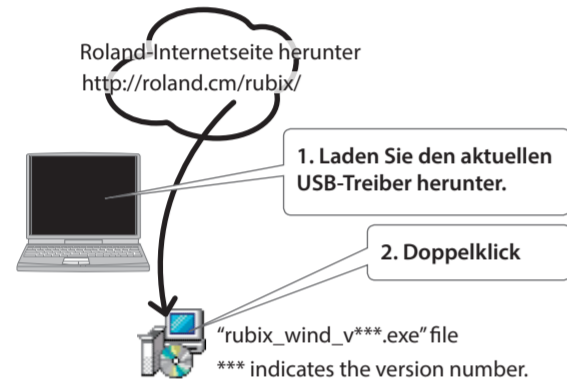 Roland-Internetseite herunter
http://roland.cm/rubix/
1. Laden Sie den aktuellen
USB-Treiber herunter.
2. Doppelklick
“rubix_wind_v***.exe” file
*** indicates the version number.